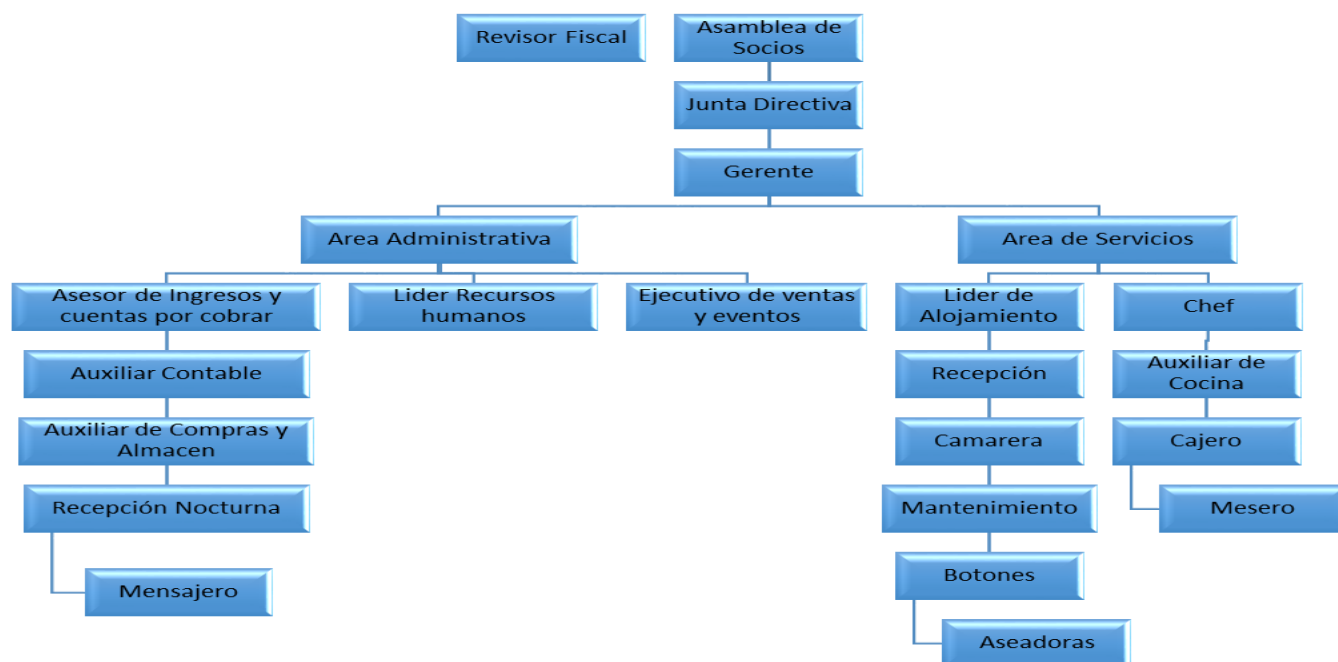 Revisor Fiscal
Asamblea de
Socios
Junta Directiva
Gerente
Area Administrativa
Area de Servicios
Asesor de Ingresos y
cuentas por cobrar
Lider Recursos
humanos
Ejecutivo de ventas
y eventos
Lider de
Alojamiento
Chef
Auxiliar Contable
Recepción
Auxiliar de
Cocina
Auxiliar de Compras y
Almacen
Camarera
Cajero
Recepción Nocturna
Mantenimiento
Mesero
Mensajero
Botones
Aseadoras